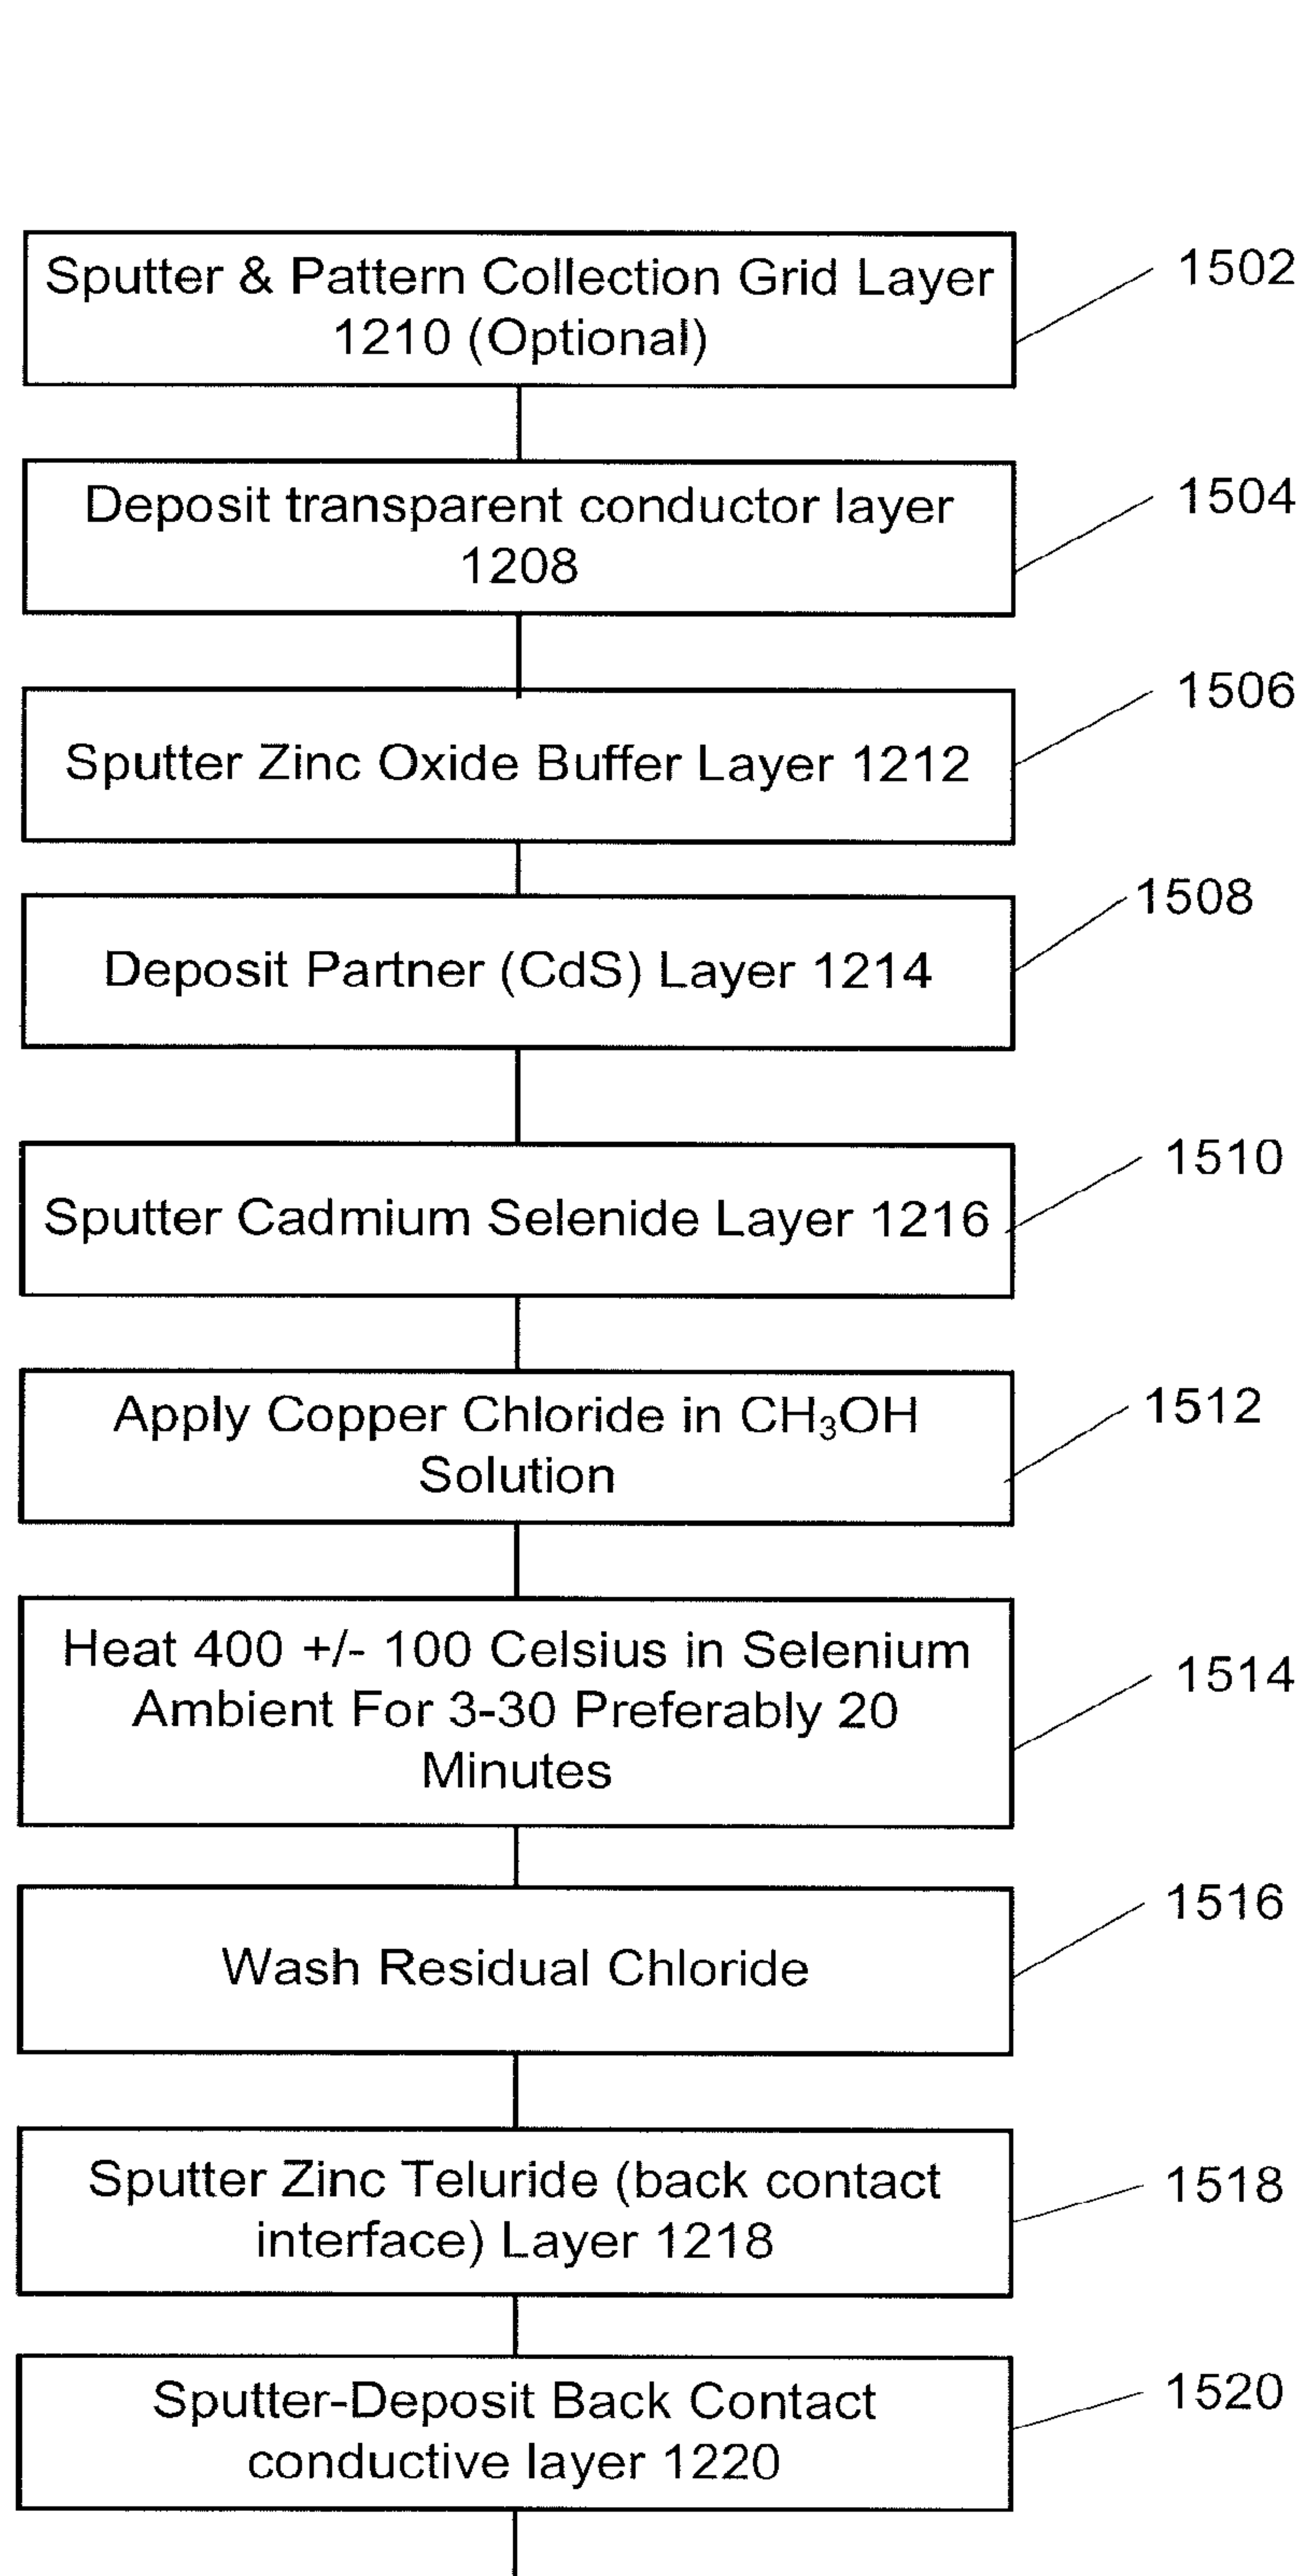 Sputter & Pattern Collection Grid Layer
1210 (Optional)
1502
Deposit transparent conductor layer
1208
1504
Sputter Zinc Oxide Buffer Layer 1212
1506
Deposit Partner (CdS) Layer 1214
1508
Sputter Cadmium Selenide Layer 1216
1510
Apply Copper Chloride in CH₃OH
Solution
1512
Heat 400 +/- 100 Celsius in Selenium
Ambient For 3-30 Preferably 20
Minutes
1514
Wash Residual Chloride
1516
Sputter Zinc Teluride (back contact
interface) Layer 1218
1518
Sputter-Deposit Back Contact
conductive layer 1220
1520